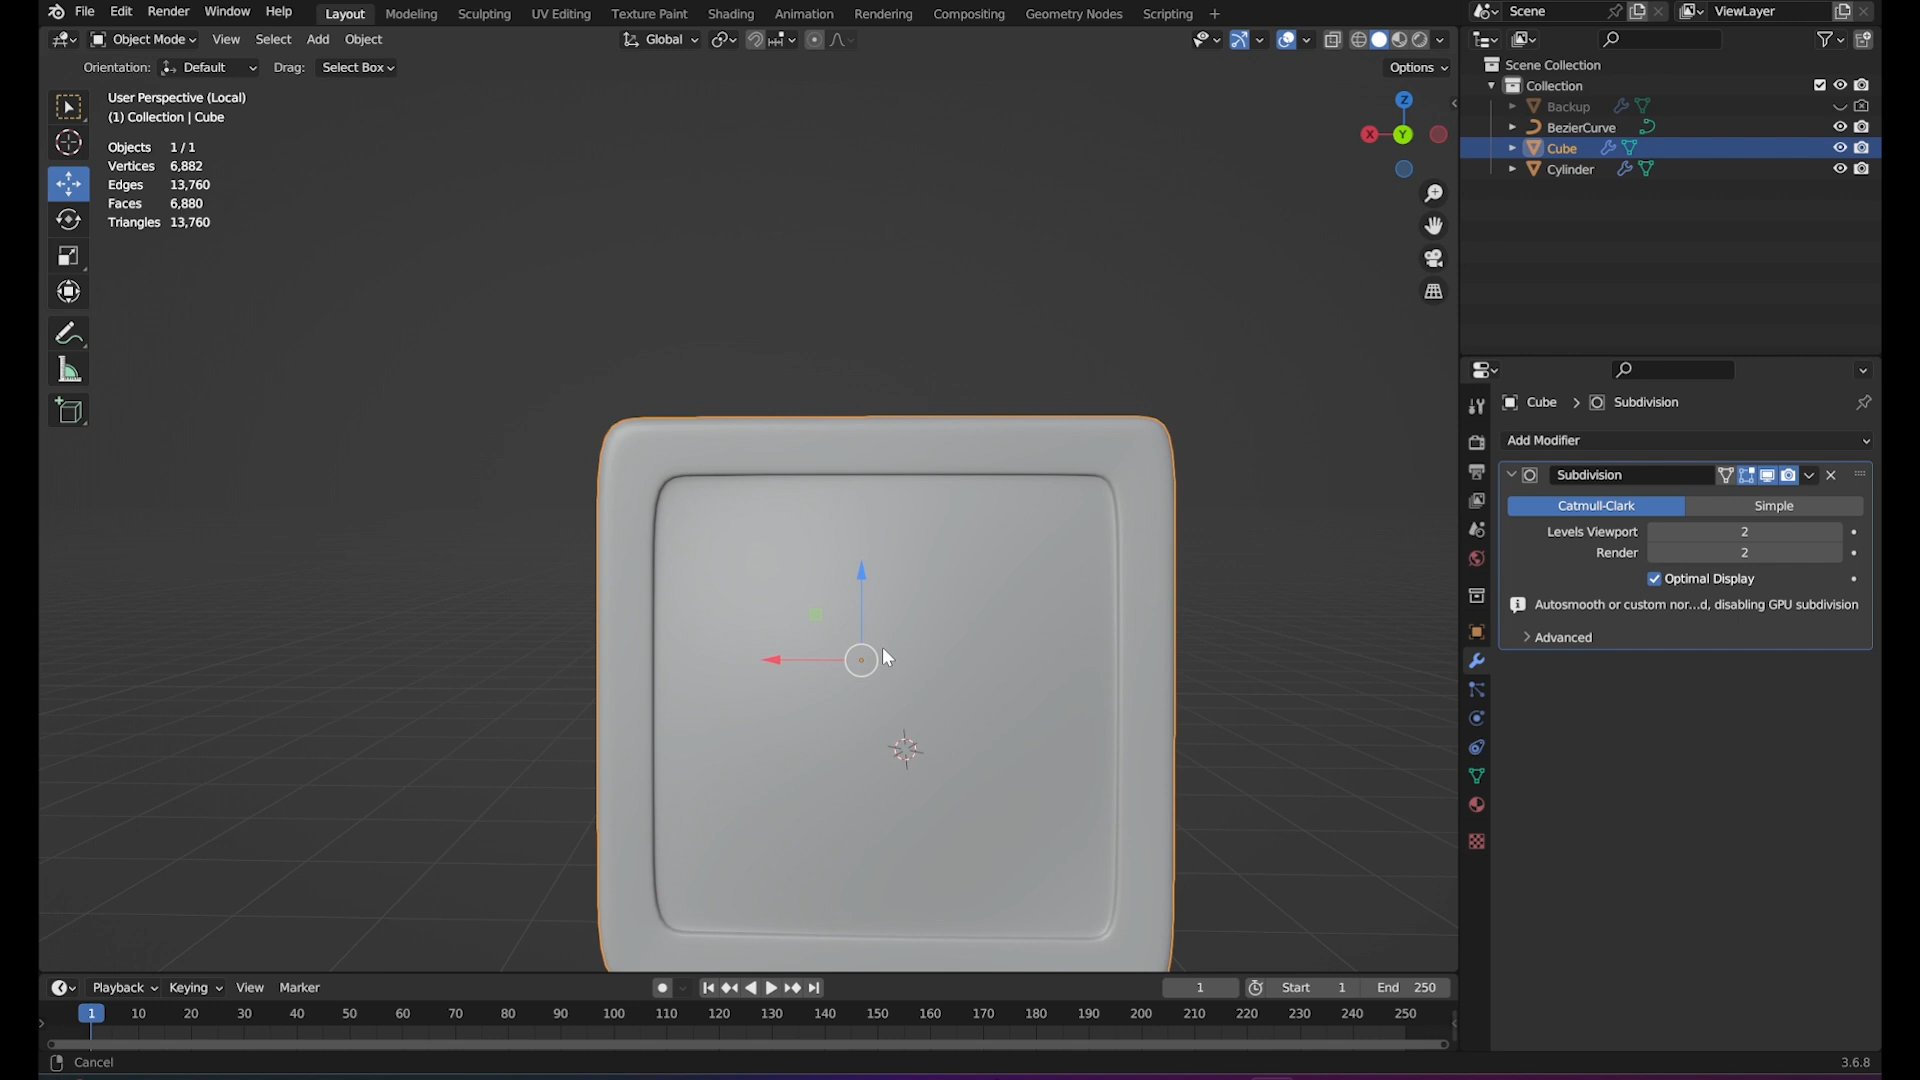 File Edit Render Window Help Layout Modeling Sculpting UV Editing Texture Paint Shading Animation Rendering Compositing Geometry Nodes Scripting + Scene ViewLayer
Object Mode View Select Add Object Global
Orientation: Default Drag: Select Box Options
User Perspective (Local)
(1) Collection | Cube
Objects 1 / 1
Vertices 6,882
Edges 13,760
Faces 6,880
Triangles 13,760
Z
X
Y
Scene Collection
Collection
Backup
BezierCurve
Cube
Cylinder
Cube > Subdivision
Add Modifier
Subdivision
Catmull-Clark Simple
Levels Viewport 2
Render 2
Optimal Display
Autosmooth or custom nor...d, disabling GPU subdivision
Advanced
Playback Keying View Marker 1 Start 1 End 250
1 10 20 30 40 50 60 70 80 90 100 110 120 130 140 150 160 170 180 190 200 210 220 230 240 250
Cancel 3.6.8